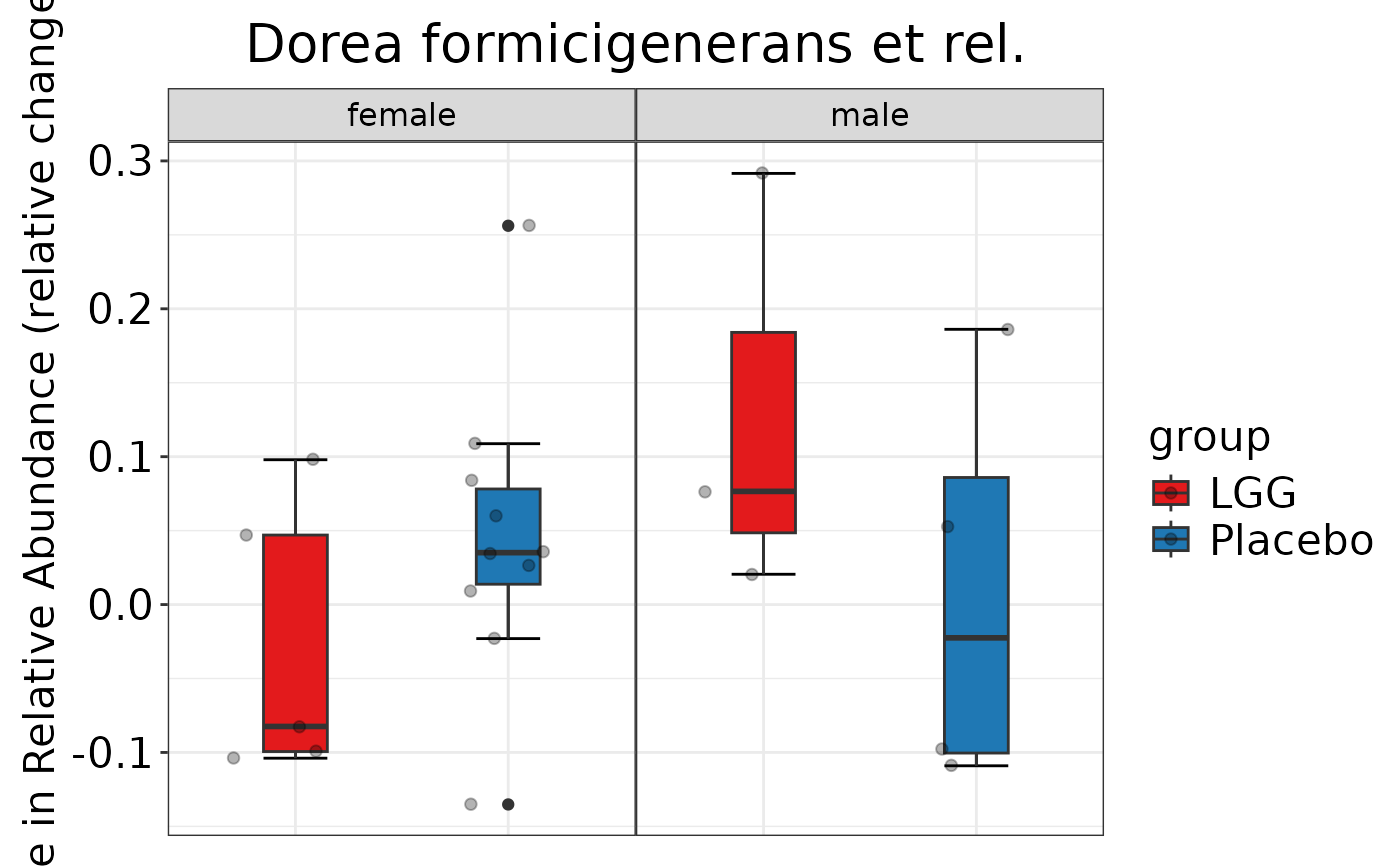 Dorea formicigenerans et rel.
female
male
e in Relative Abundance (relative change
0.3
0.2
0.1
0.0
-0.1
group
LGG
Placebo